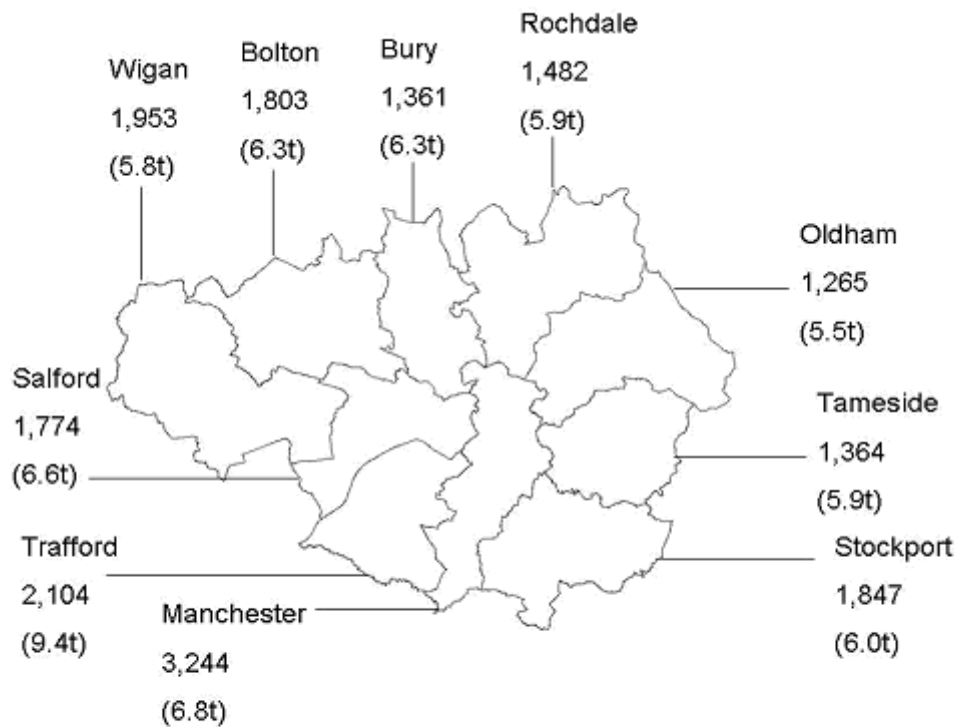 Wigan
1,953
(5.8t)
Bolton
1,803
(6.3t)
Bury
1,361
(6.3t)
Rochdale
1,482
(5.9t)
Oldham
1,265
(5.5t)
Salford
1,774
(6.6t)
Tameside
1,364
(5.9t)
Trafford
2,104
(9.4t)
Manchester
3,244
(6.8t)
Stockport
1,847
(6.0t)